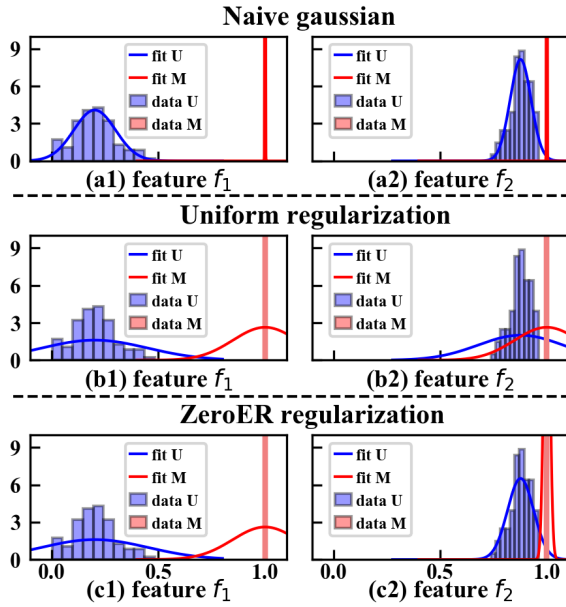 Naive gaussian
9
6
3
0
fit U
fit M
data U
data M
fit U
fit M
data U
data M
(a1) feature f₁
(a2) feature f₂
Uniform regularization
9
6
3
0
fit U
fit M
data U
data M
fit U
fit M
data U
data M
(b1) feature f₁
(b2) feature f₂
ZeroER regularization
9
6
3
0
fit U
fit M
data U
data M
fit U
fit M
data U
data M
0.0 0.5 1.0
0.0 0.5 1.0
(c1) feature f₁
(c2) feature f₂